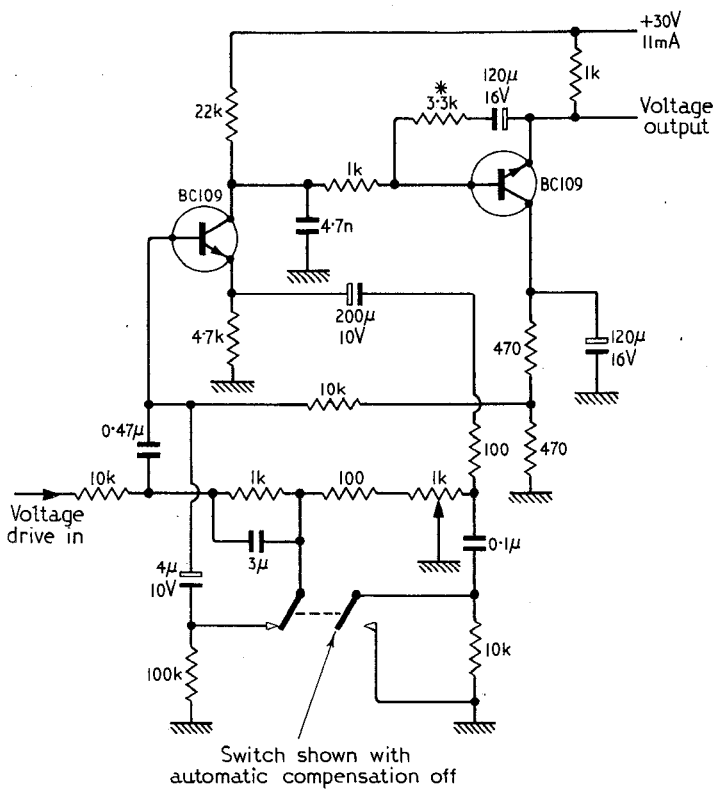 +30V
11mA
1k
120μ
16V
*
3·3k
Voltage
output
22k
1k
BC109
BC109
4·7n
200μ
10V
4·7k
120μ
16V
470
10k
0·47μ
100
470
10k
1k
100
1k
Voltage
drive in
3μ
0·1μ
4μ
10V
10k
100k
Switch shown with
automatic compensation off